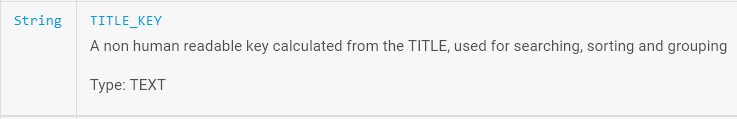 String TITLE_KEY
A non human readable key calculated from the TITLE, used for searching, sorting and grouping
Type: TEXT